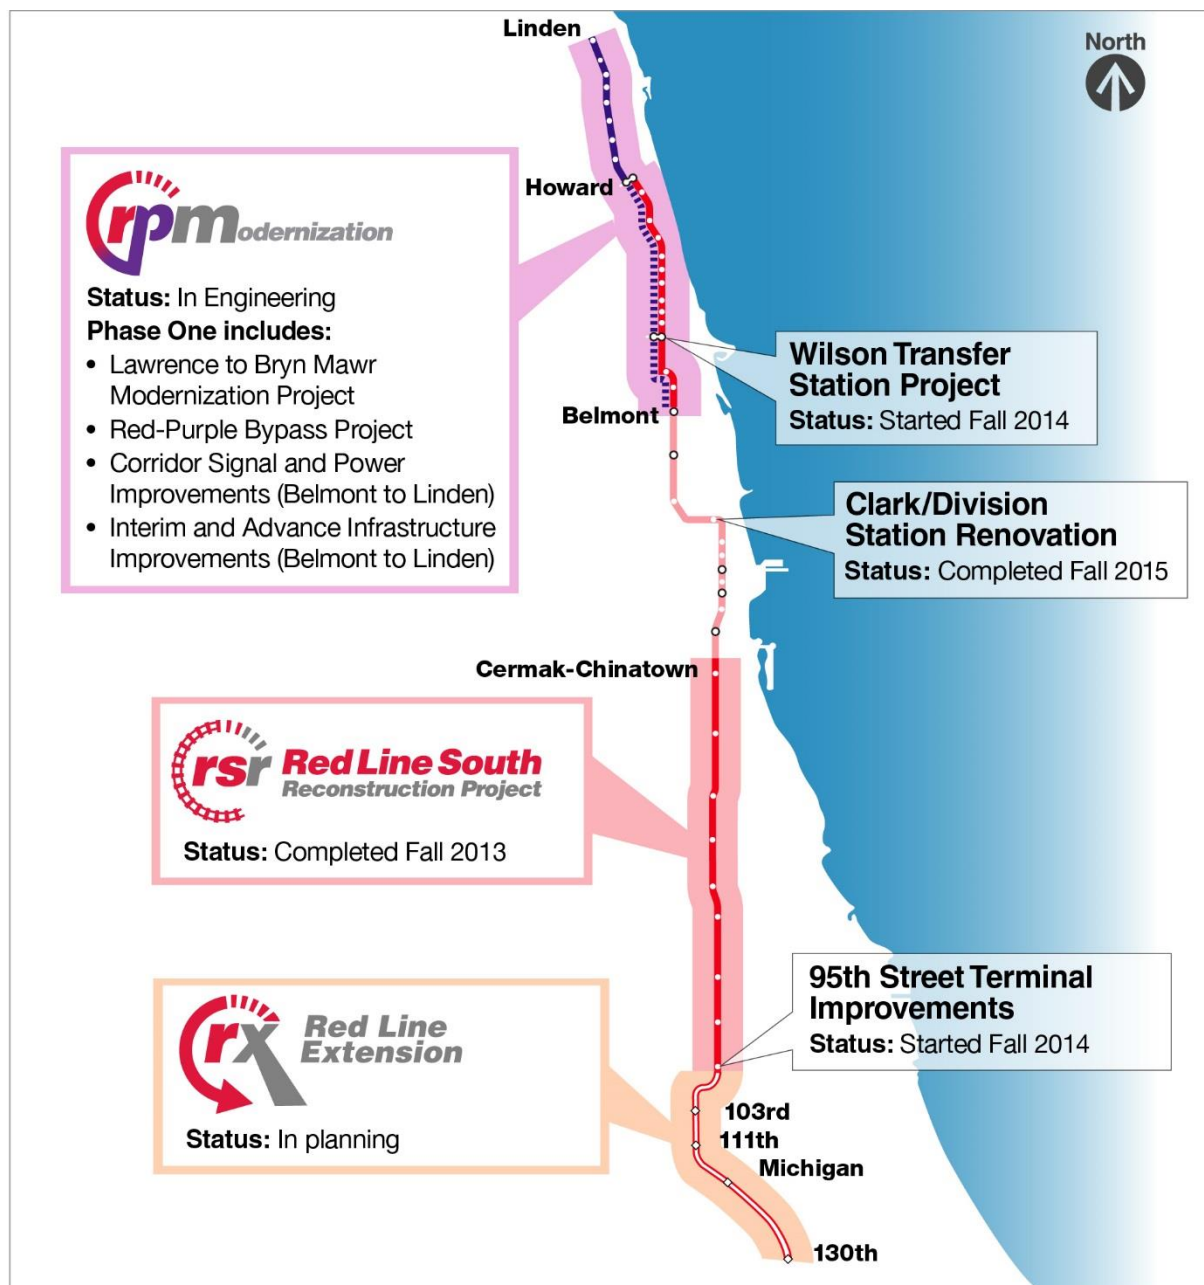 Linden
North
Howard
rpmodernization
Status: In Engineering
Phase One includes:
• Lawrence to Bryn Mawr
Modernization Project
• Red-Purple Bypass Project
• Corridor Signal and Power
Improvements (Belmont to Linden)
• Interim and Advance Infrastructure
Improvements (Belmont to Linden)
Wilson Transfer
Station Project
Status: Started Fall 2014
Belmont
Clark/Division
Station Renovation
Status: Completed Fall 2015
Cermak-Chinatown
rsr Red Line South
Reconstruction Project
Status: Completed Fall 2013
95th Street Terminal
Improvements
Status: Started Fall 2014
rx Red Line
Extension
Status: In planning
103rd
111th
Michigan
130th